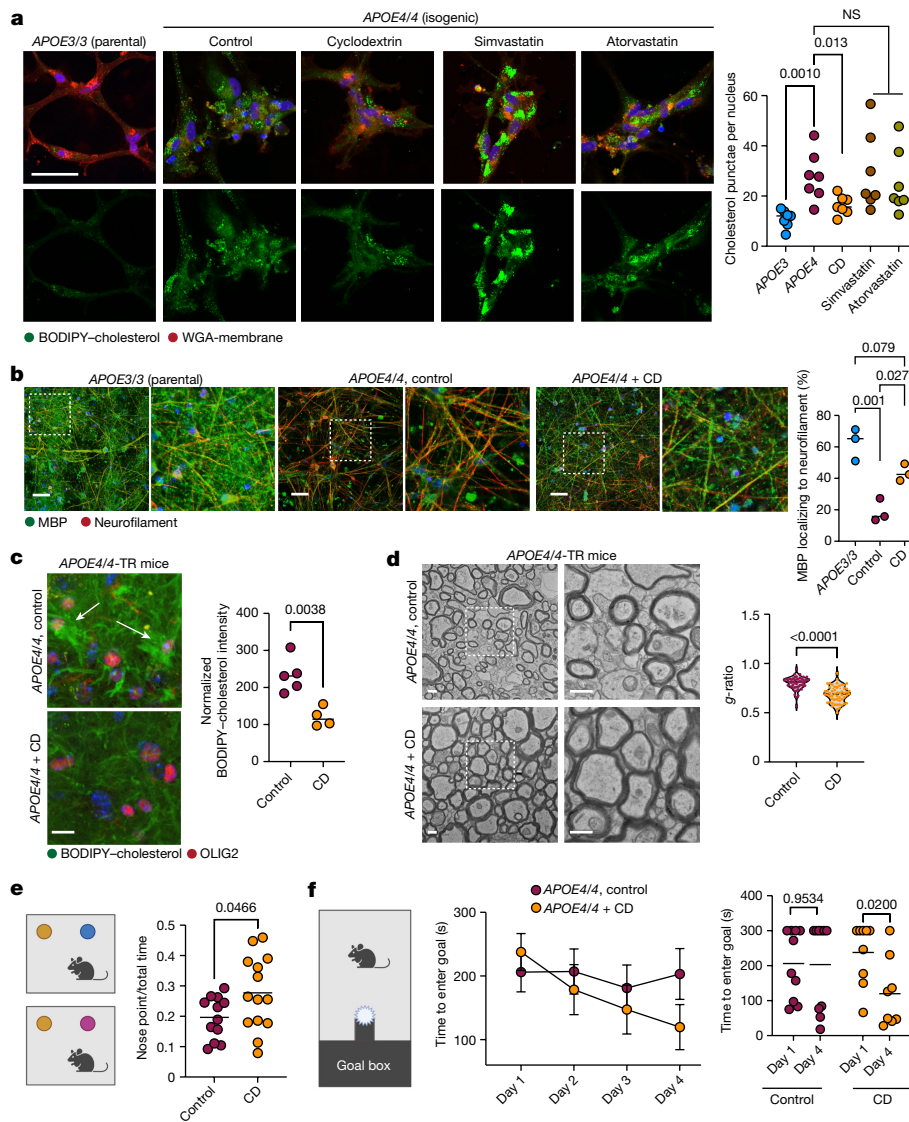 a
APOE4/4 (isogenic)
APOE3/3 (parental)
Control
Cyclodextrin
Simvastatin
Atorvastatin
BODIPY–cholesterol
WGA-membrane
NS
0.013
0.0010
Cholesterol punctae per nucleus
60
40
20
0
APOE3
APOE4
CD
Simvastatin
Atorvastatin
b
APOE3/3 (parental)
APOE4/4, control
APOE4/4 + CD
MBP
Neurofilament
0.079
0.027
0.001
MBP localizing to neurofilament (%)
80
60
40
20
0
APOE3/3
Control
CD
c
APOE4/4-TR mice
APOE4/4, control
APOE4/4 + CD
BODIPY–cholesterol
OLIG2
0.0038
Normalized
BODIPY–cholesterol intensity
400
300
200
100
0
Control
CD
d
APOE4/4-TR mice
APOE4/4, control
APOE4/4 + CD
<0.0001
g-ratio
1.5
1.0
0.5
0
Control
CD
e
0.0466
Nose point/total time
0.5
0.4
0.3
0.2
0.1
0
Control
CD
f
Goal box
APOE4/4, control
APOE4/4 + CD
Time to enter goal (s)
300
200
100
Day 1
Day 2
Day 3
Day 4
0.9534
0.0200
Time to enter goal (s)
400
300
200
100
0
Day 1
Day 4
Day 1
Day 4
Control
CD